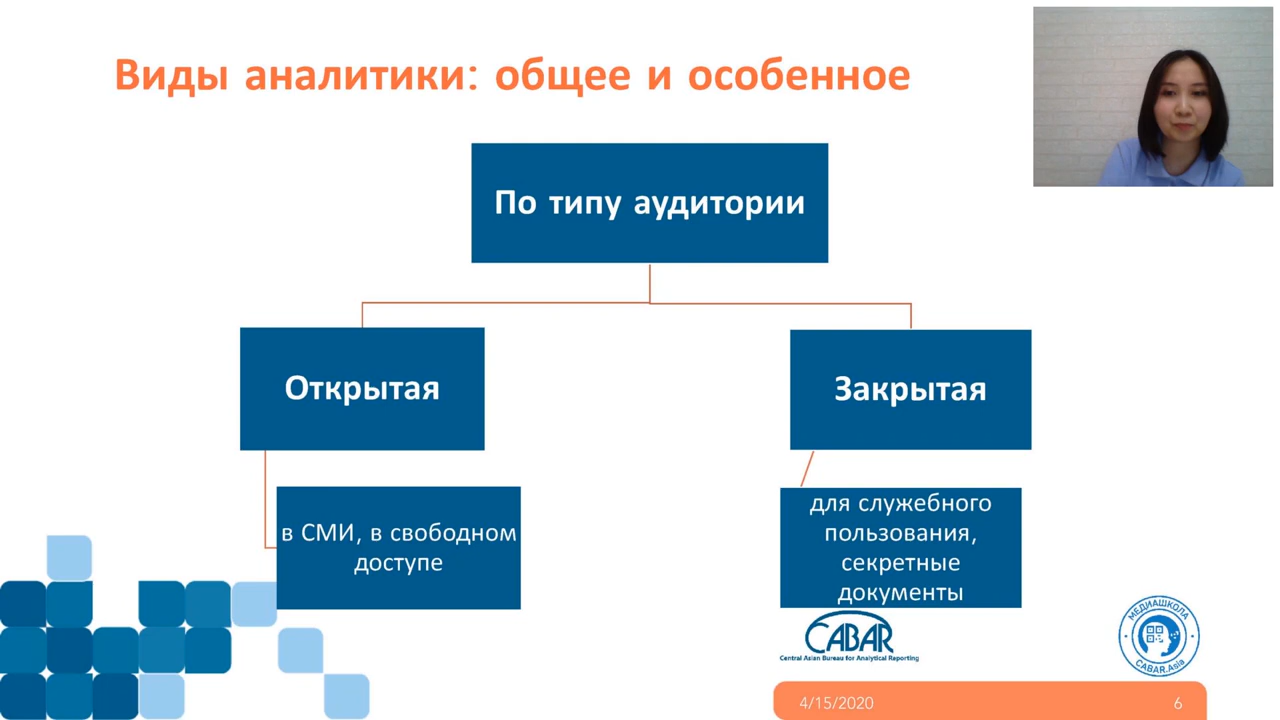 Виды аналитики: общее и особенное
По типу аудитории
Открытая
Закрытая
в СМИ, в свободном
доступе
для служебного
пользования,
секретные
документы
CABAR
Central Asian Bureau for Analytical Reporting
МЕДИАШКОЛА
CABAR.Asia
4/15/2020
6